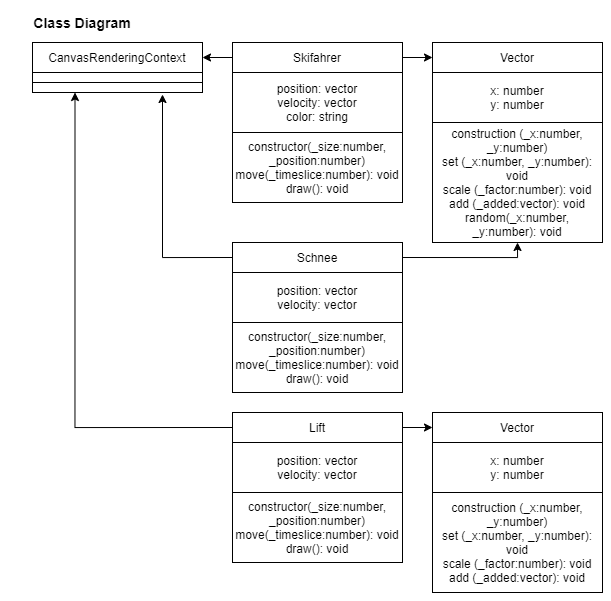 Class Diagram
CanvasRenderingContext
Skifahrer
position: vector
velocity: vector
color: string
constructor(_size:number,
_position:number)
move(_timeslice:number): void
draw(): void
Vector
x: number
y: number
construction (_x:number,
_y:number)
set (_x:number, _y:number):
void
scale (_factor:number): void
add (_added:vector): void
random(_x:number,
_y:number): void
Schnee
position: vector
velocity: vector
constructor(_size:number,
_position:number)
move(_timeslice:number): void
draw(): void
Lift
position: vector
velocity: vector
constructor(_size:number,
_position:number)
move(_timeslice:number): void
draw(): void
Vector
x: number
y: number
construction (_x:number,
_y:number)
set (_x:number, _y:number):
void
scale (_factor:number): void
add (_added:vector): void